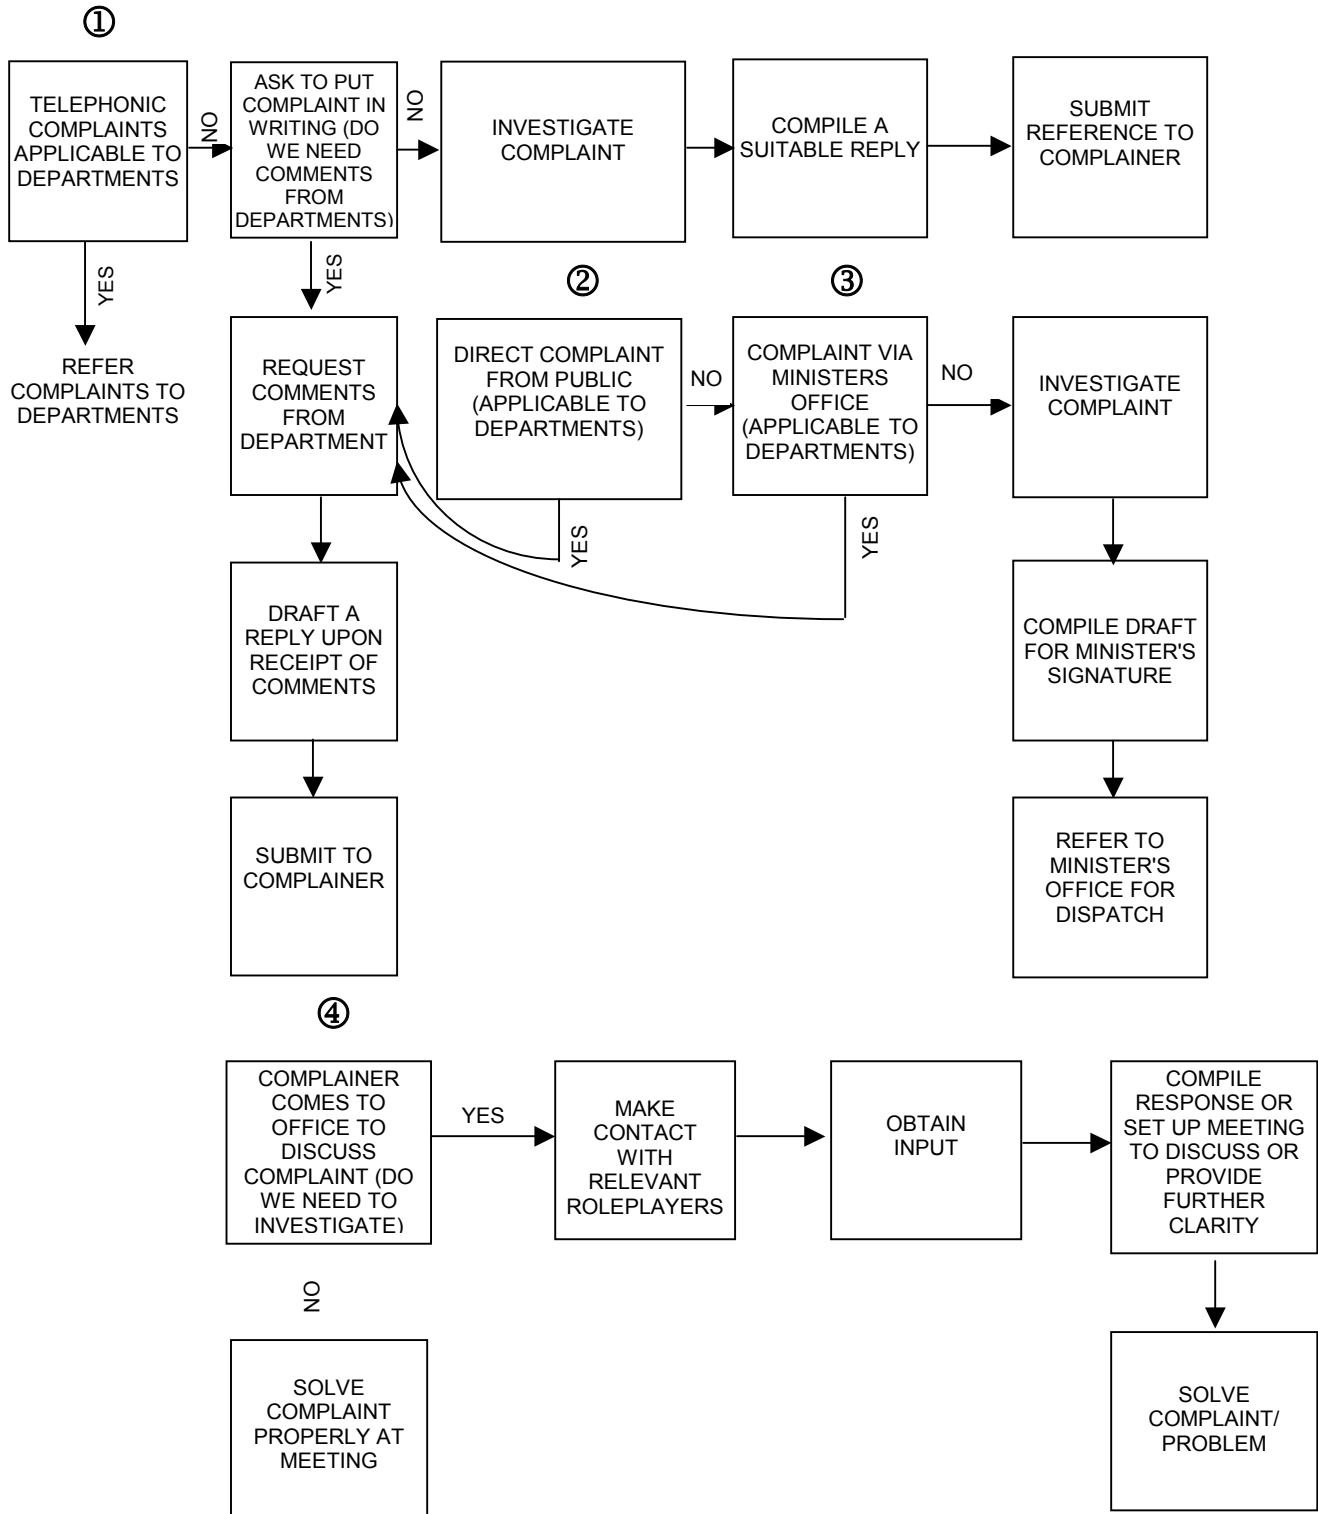 ①
TELEPHONIC
COMPLAINTS
APPLICABLE TO
DEPARTMENTS
NO
ASK TO PUT
COMPLAINT IN
WRITING (DO
WE NEED
COMMENTS
FROM
DEPARTMENTS)
NO
INVESTIGATE
COMPLAINT
COMPILE A
SUITABLE REPLY
SUBMIT
REFERENCE TO
COMPLAINER
YES
REFER
COMPLAINTS TO
DEPARTMENTS
YES
REQUEST
COMMENTS
FROM
DEPARTMENT
②
DIRECT COMPLAINT
FROM PUBLIC
(APPLICABLE TO
DEPARTMENTS)
NO
YES
③
COMPLAINT VIA
MINISTERS
OFFICE
(APPLICABLE TO
DEPARTMENTS)
NO
YES
INVESTIGATE
COMPLAINT
DRAFT A
REPLY UPON
RECEIPT OF
COMMENTS
COMPILE DRAFT
FOR MINISTER'S
SIGNATURE
SUBMIT TO
COMPLAINER
REFER TO
MINISTER'S
OFFICE FOR
DISPATCH
④
COMPLAINER
COMES TO
OFFICE TO
DISCUSS
COMPLAINT (DO
WE NEED TO
INVESTIGATE)
YES
MAKE
CONTACT
WITH
RELEVANT
ROLEPLAYERS
OBTAIN
INPUT
COMPILE
RESPONSE OR
SET UP MEETING
TO DISCUSS OR
PROVIDE
FURTHER
CLARITY
NO
SOLVE
COMPLAINT
PROPERLY AT
MEETING
SOLVE
COMPLAINT/
PROBLEM